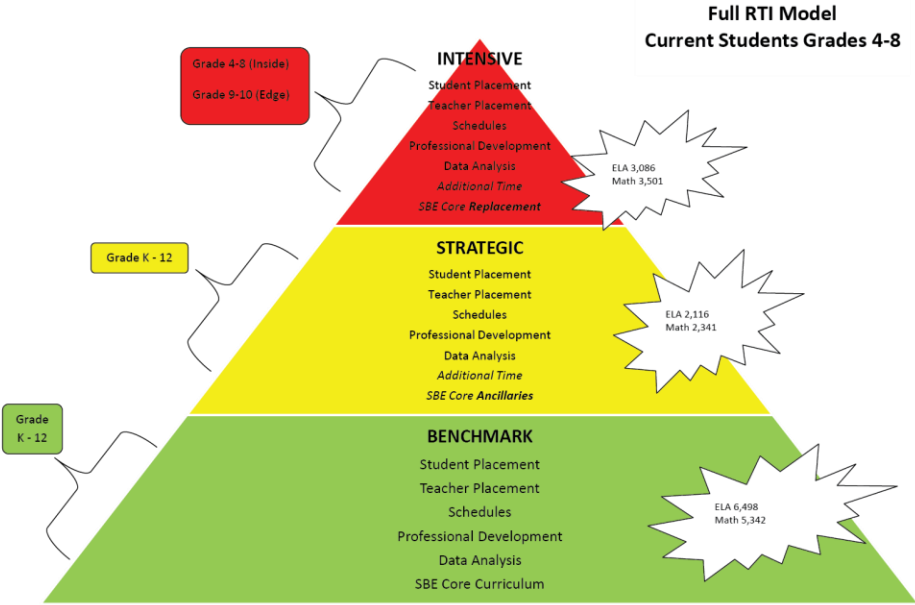 Full RTI Model
Current Students Grades 4-8
Grade 4-8 (Inside)
Grade 9-10 (Edge)
INTENSIVE
Student Placement
Teacher Placement
Schedules
Professional Development
Data Analysis
Additional Time
SBE Core Replacement
ELA 3,086
Math 3,501
Grade K - 12
STRATEGIC
Student Placement
Teacher Placement
Schedules
Professional Development
Data Analysis
Additional Time
SBE Core Ancillaries
ELA 2,116
Math 2,341
Grade
K - 12
BENCHMARK
Student Placement
Teacher Placement
Schedules
Professional Development
Data Analysis
SBE Core Curriculum
ELA 6,498
Math 5,342